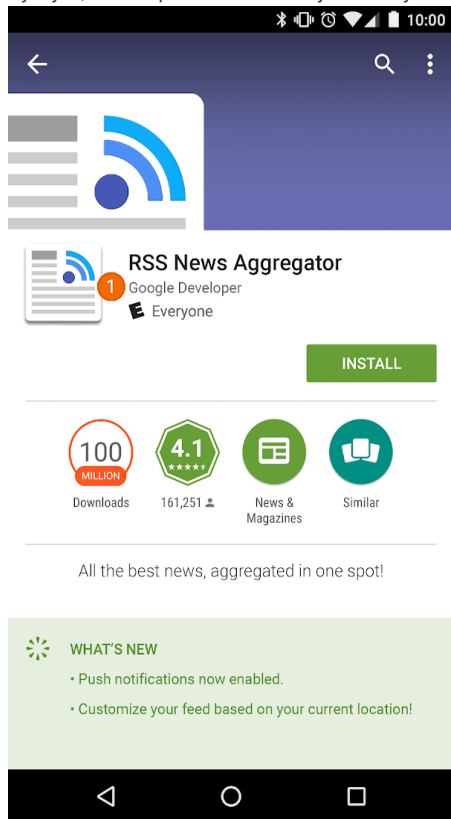 10:00
RSS News Aggregator
1
Google Developer
E Everyone
INSTALL
100
MILLION
Downloads
4.1
161,251
News &
Magazines
Similar
All the best news, aggregated in one spot!
WHAT'S NEW
• Push notifications now enabled.
• Customize your feed based on your current location!